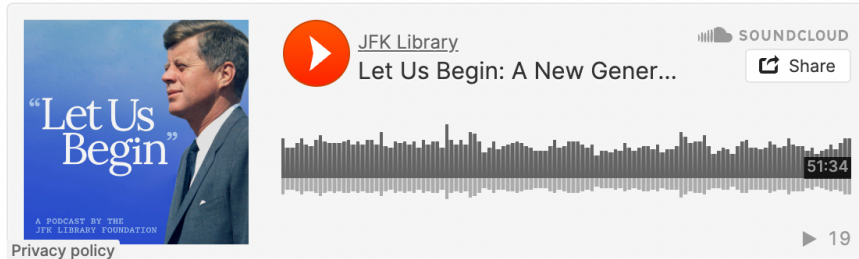 “Let Us
Begin”
A PODCAST BY THE
JFK LIBRARY FOUNDATION
Privacy policy
JFK Library
Let Us Begin: A New Gener...
SOUNDCLOUD
Share
51:34
19